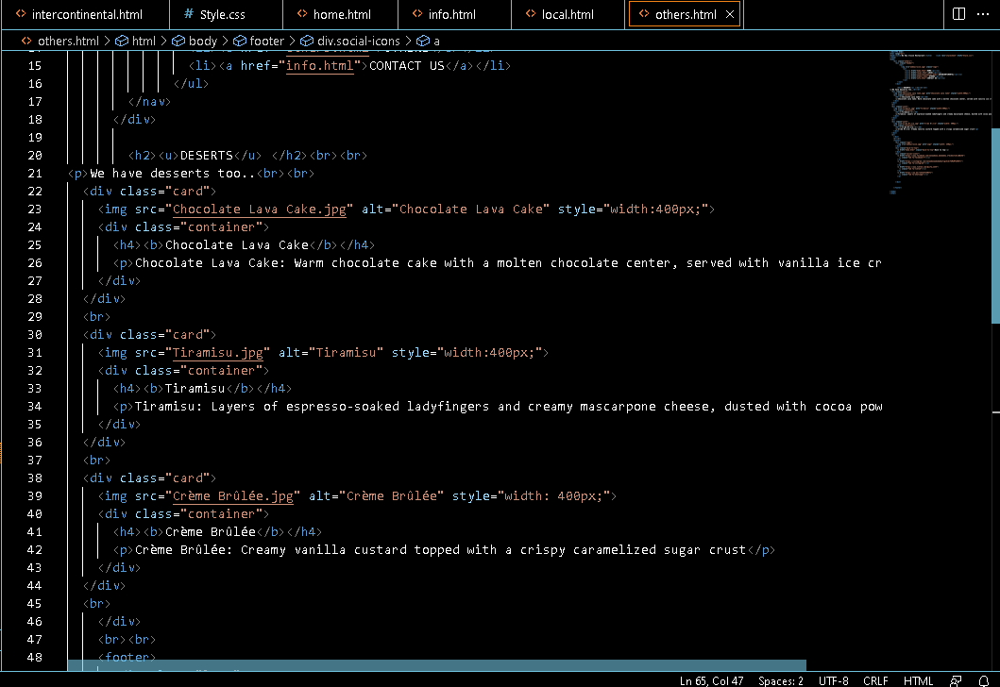 intercontinental.html # Style.css home.html info.html local.html others.html
others.html > html > body > footer > div.social-icons > a
15 <li><a href="info.html">CONTACT US</a></li>
16 </ul>
17 </nav>
18 </div>
19
20 <h2><u>DESERTS</u> </h2><br><br>
21 <p>We have desserts too..<br><br>
22 <div class="card">
23 <img src="Chocolate Lava Cake.jpg" alt="Chocolate Lava Cake" style="width:400px;">
24 <div class="container">
25 <h4><b>Chocolate Lava Cake</b></h4>
26 <p>Chocolate Lava Cake: Warm chocolate cake with a molten chocolate center, served with vanilla ice cr
27 </div>
28 </div>
29 <br>
30 <div class="card">
31 <img src="Tiramisu.jpg" alt="Tiramisu" style="width:400px;">
32 <div class="container">
33 <h4><b>Tiramisu</b></h4>
34 <p>Tiramisu: Layers of espresso-soaked ladyfingers and creamy mascarpone cheese, dusted with cocoa pow
35 </div>
36 </div>
37 <br>
38 <div class="card">
39 <img src="Crème Brûlée.jpg" alt="Crème Brûlée" style="width: 400px;">
40 <div class="container">
41 <h4><b>Crème Brûlée</b></h4>
42 <p>Crème Brûlée: Creamy vanilla custard topped with a crispy caramelized sugar crust</p>
43 </div>
44 </div>
45 <br>
46 </div>
47 <br><br>
48 <footer>
Ln 65, Col 47 Spaces: 2 UTF-8 CRLF HTML